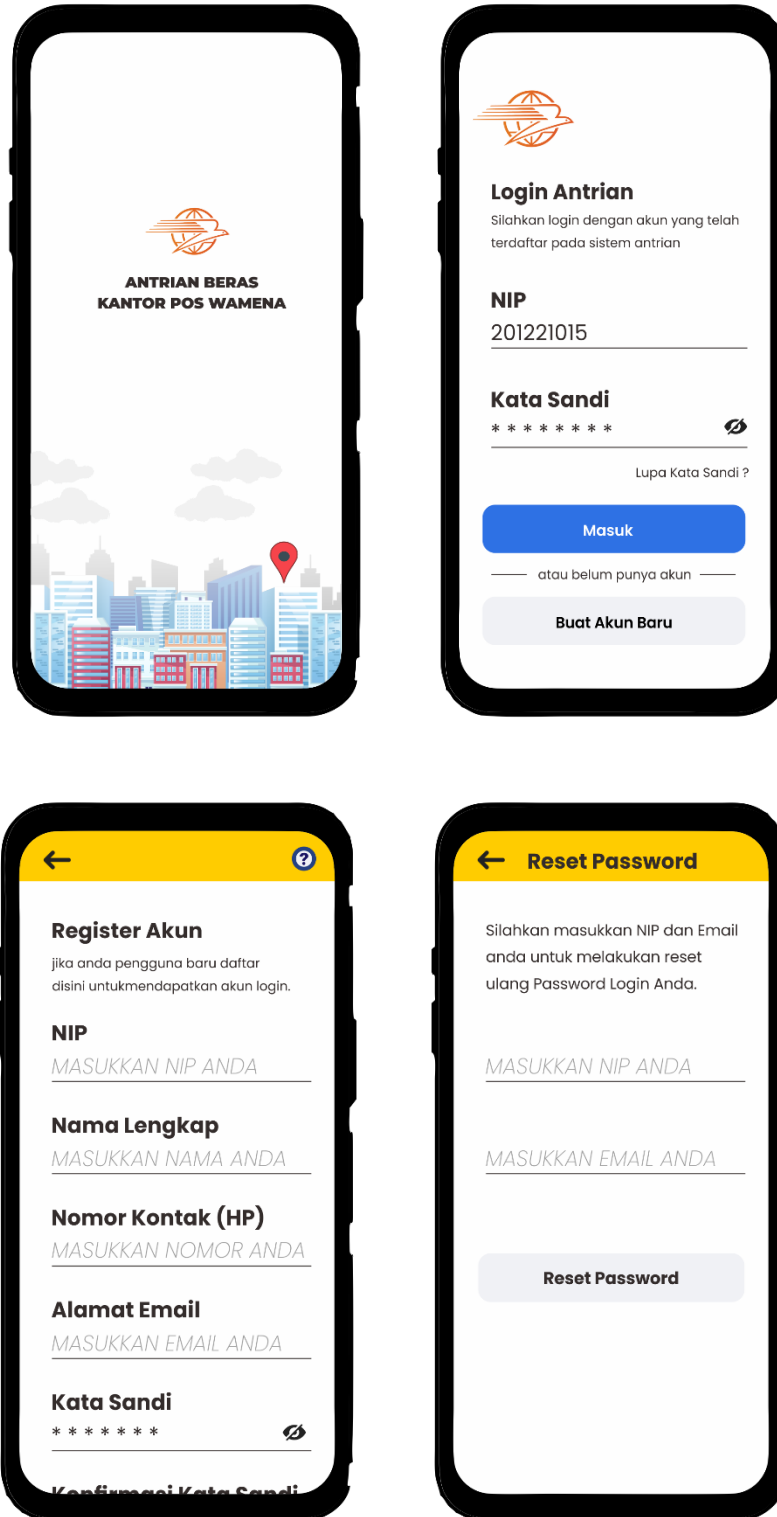 ANTRIAN BERAS
KANTOR POS WAMENA
Login Antrian
Silahkan login dengan akun yang telah
terdaftar pada sistem antrian
NIP
201221015
Kata Sandi
* * * * * * * *
Lupa Kata Sandi ?
Masuk
atau belum punya akun
Buat Akun Baru
?
Register Akun
jika anda pengguna baru daftar
disini untukmendapatkan akun login.
NIP
MASUKKAN NIP ANDA
Nama Lengkap
MASUKKAN NAMA ANDA
Nomor Kontak (HP)
MASUKKAN NOMOR ANDA
Alamat Email
MASUKKAN EMAIL ANDA
Kata Sandi
* * * * * * *
Konfirmasi Kata Sandi
Reset Password
Silahkan masukkan NIP dan Email
anda untuk melakukan reset
ulang Password Login Anda.
MASUKKAN NIP ANDA
MASUKKAN EMAIL ANDA
Reset Password